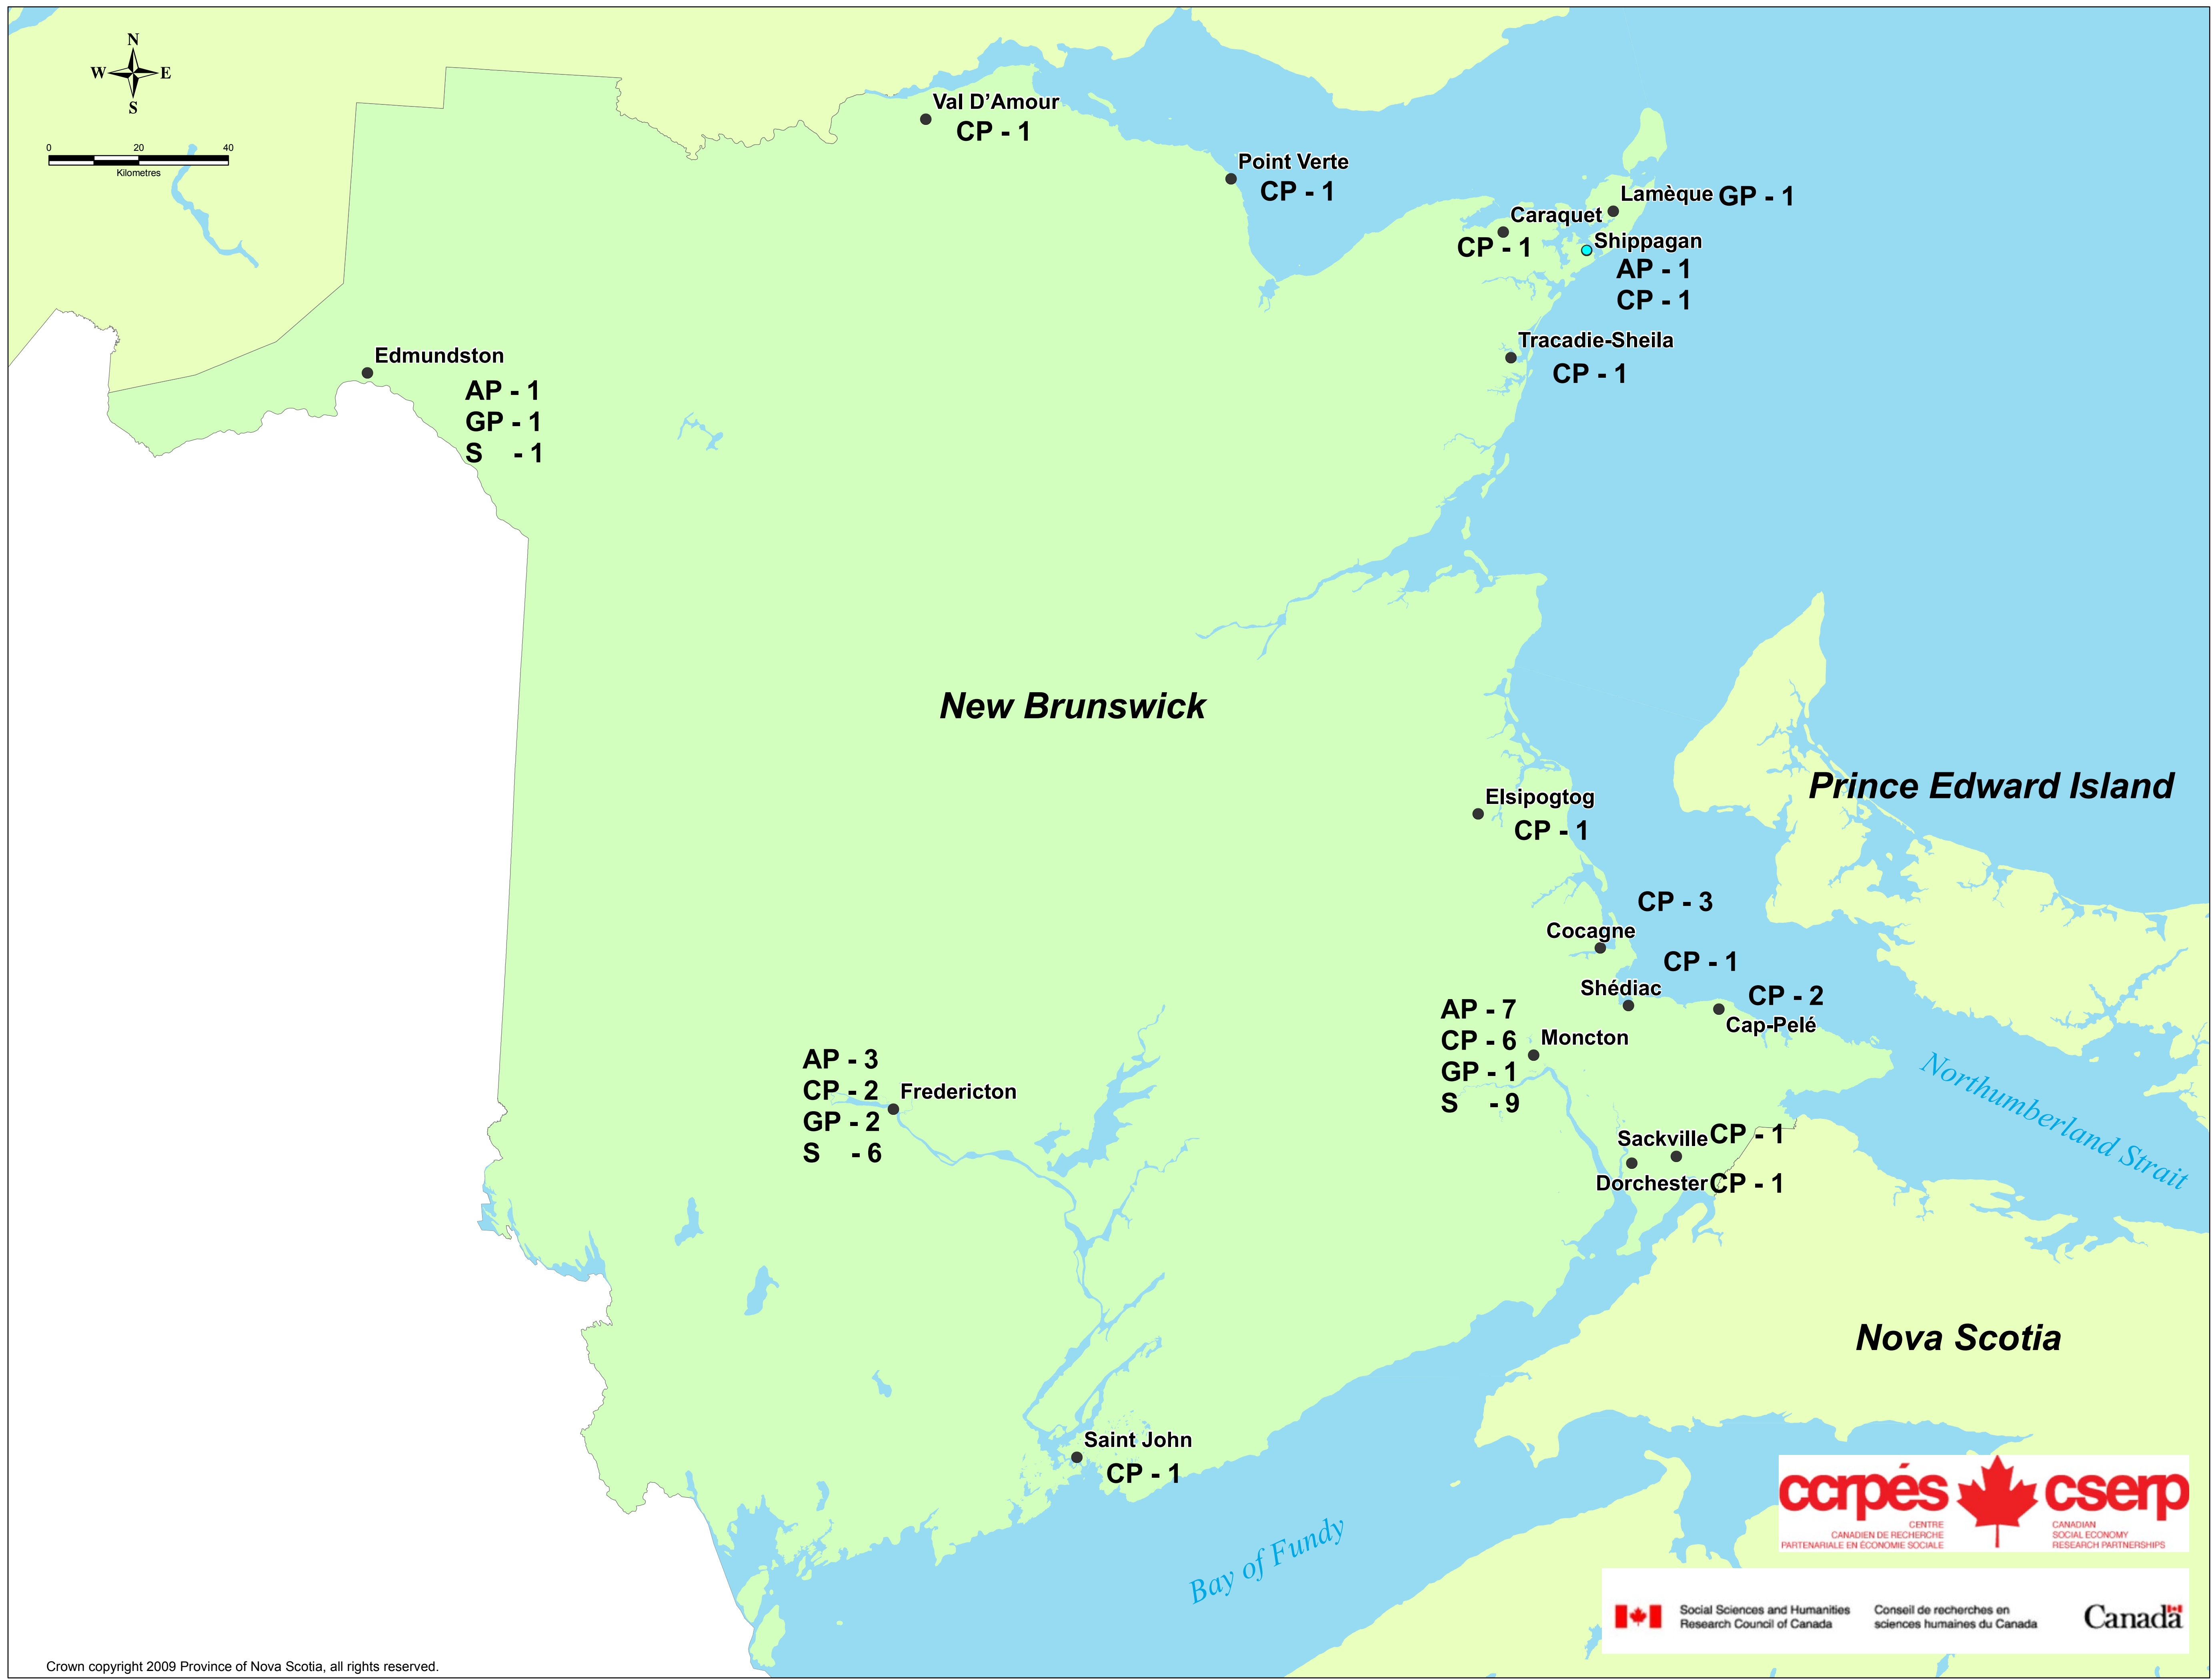 N
W E
S
0 20 40
Kilometres
Val D’Amour
CP - 1
Point Verte
CP - 1
Lamèque GP - 1
Caraquet
CP - 1
Shippagan
AP - 1
CP - 1
Tracadie-Sheila
CP - 1
Edmundston
AP - 1
GP - 1
S - 1
New Brunswick
Prince Edward Island
Elsipogtog
CP - 1
CP - 3
Cocagne
CP - 1
Shédiac
CP - 2
Cap-Pelé
AP - 7
CP - 6
GP - 1
S - 9
Moncton
AP - 3
CP - 2
GP - 2
S - 6
Fredericton
Northumberland Strait
Sackville CP - 1
Dorchester CP - 1
Nova Scotia
Saint John
CP - 1
Bay of Fundy
ccrpés cserp
CENTRE
CANADIEN DE RECHERCHE
PARTENARIALE EN ÉCONOMIE SOCIALE
CANADIAN
SOCIAL ECONOMY
RESEARCH PARTNERSHIPS
Social Sciences and Humanities
Research Council of Canada
Conseil de recherches en
sciences humaines du Canada
Canada
Crown copyright 2009 Province of Nova Scotia, all rights reserved.